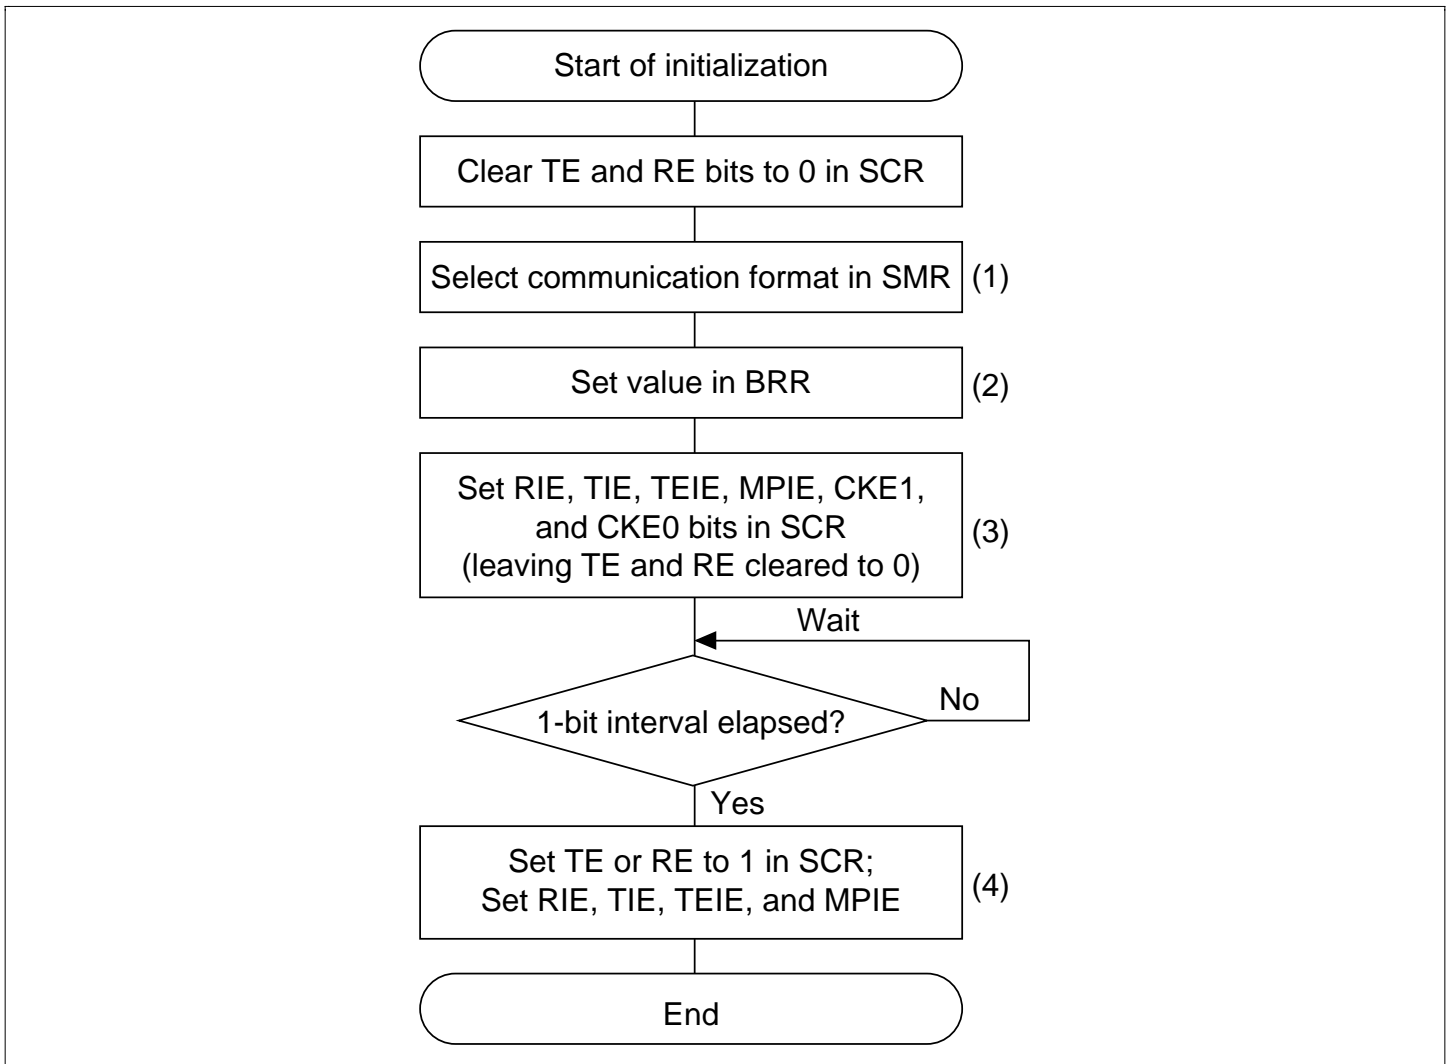 Start of initialization
Clear TE and RE bits to 0 in SCR
Select communication format in SMR
(1)
Set value in BRR
(2)
Set RIE, TIE, TEIE, MPIE, CKE1,
and CKE0 bits in SCR
(leaving TE and RE cleared to 0)
(3)
Wait
1-bit interval elapsed?
No
Yes
Set TE or RE to 1 in SCR;
Set RIE, TIE, TEIE, and MPIE
(4)
End